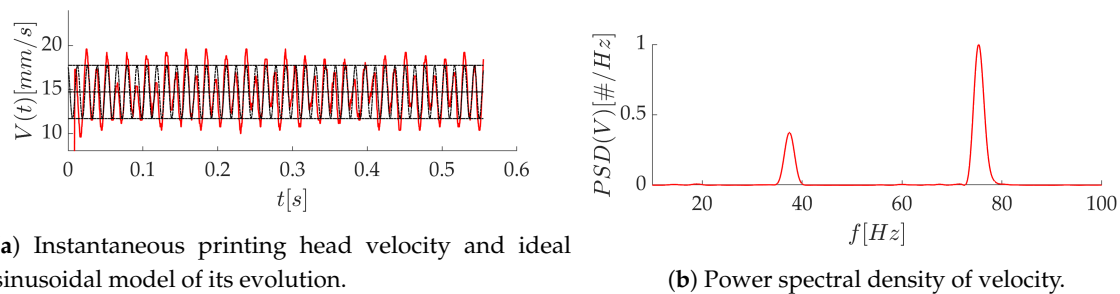 20
15
10
V(t)[mm/s]
0 0.1 0.2 0.3 0.4 0.5 0.6
t[s]
a) Instantaneous printing head velocity and ideal
sinusoidal model of its evolution.
1
0.5
0
PSD(V)[#/Hz]
20 40 60 80 100
f[Hz]
(b) Power spectral density of velocity.